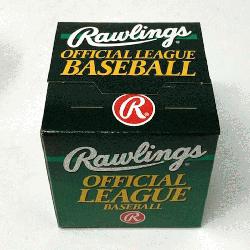 Rawlings
OFFICIAL LEAGUE
BASEBALL
R
Rawlings
OFFICIAL
LEAGUE
BASEBALL
R